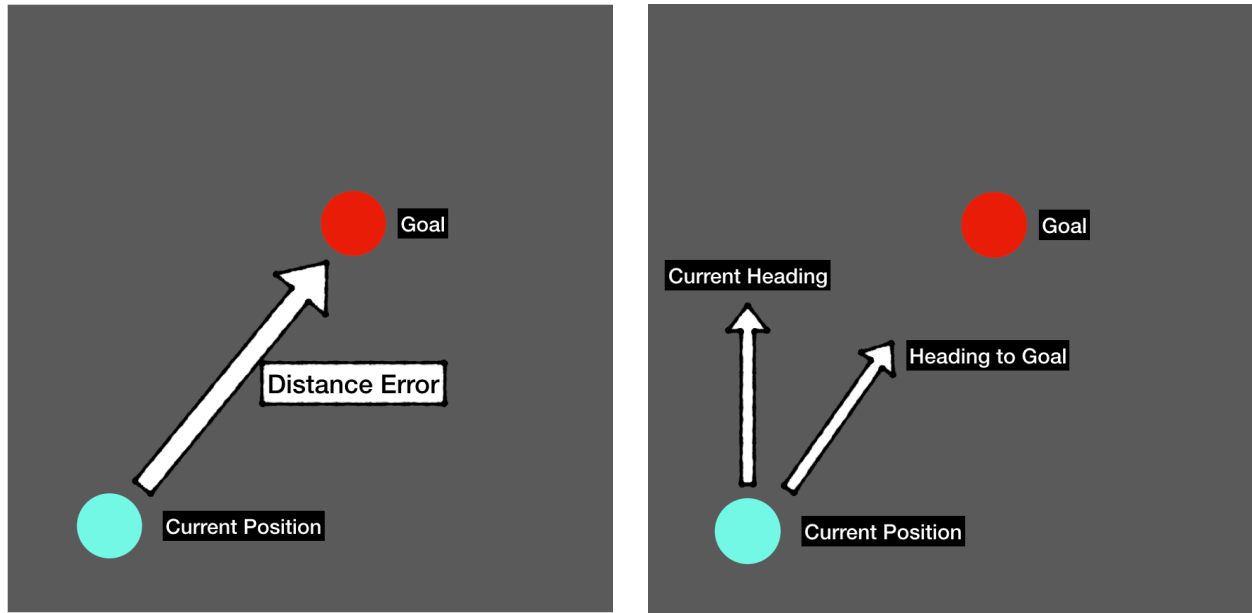 Goal
Distance Error
Current Position
Goal
Current Heading
Heading to Goal
Current Position